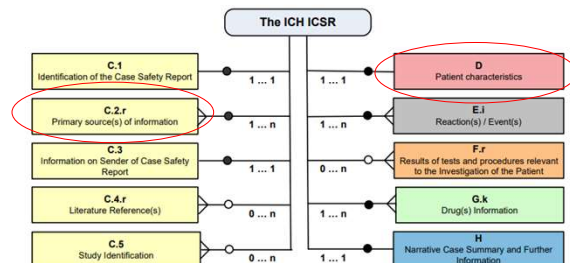 The ICH ICSR
C.1
Identification of the Case Safety Report
1 ... 1
C.2.r
Primary source(s) of information
1 ... n
C.3
Information on Sender of Case Safety
Report
1 ... 1
C.4.r
Literature Reference(s)
0 ... n
C.5
Study Identification
0 ... n
D
Patient characteristics
1 ... 1
E.i
Reaction(s) / Event(s)
1 ... n
F.r
Results of tests and procedures relevant
to the Investigation of the Patient
0 ... n
G.k
Drug(s) Information
1 ... n
H
Narrative Case Summary and Further
Information
1 ... 1